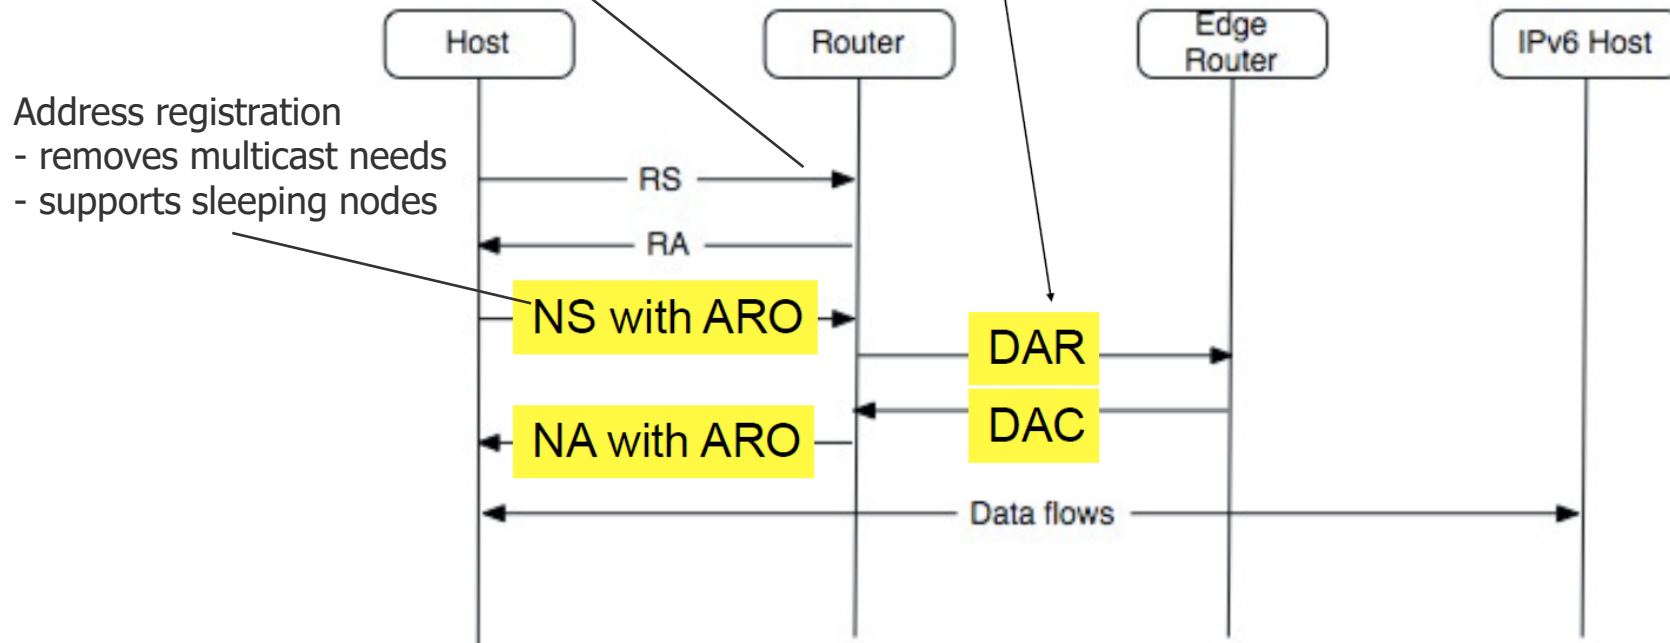 Host
Router
Edge
Router
IPv6 Host
Address registration
- removes multicast needs
- supports sleeping nodes
RS
RA
NS with ARO
DAR
DAC
NA with ARO
Data flows